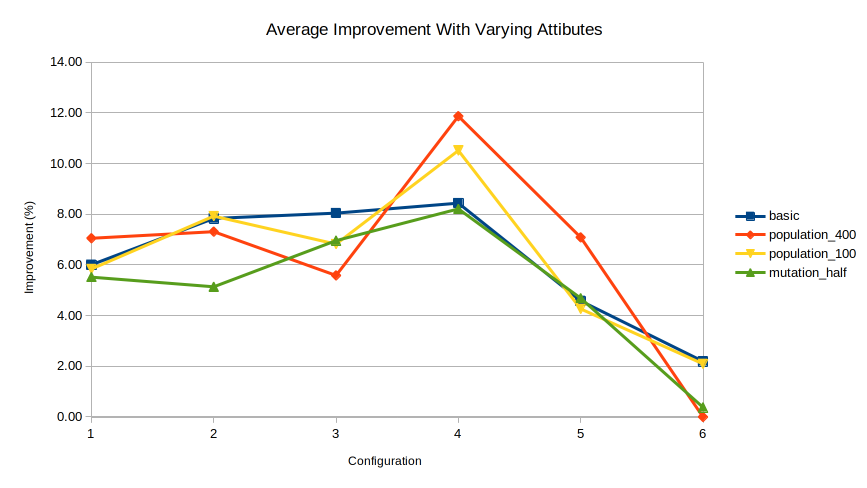 Average Improvement With Varying Attibutes
14.00
12.00
10.00
8.00
6.00
4.00
2.00
0.00
Improvement (%)
1 2 3 4 5 6
Configuration
basic
population_400
population_100
mutation_half